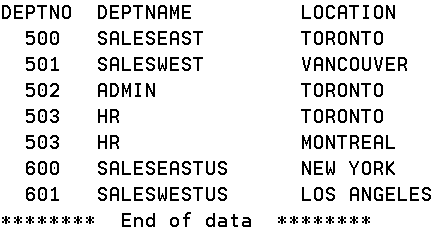 DEPTNO  DEPTNAME       LOCATION
  500   SALESEAST      TORONTO
  501   SALESWEST      VANCOUVER
  502   ADMIN          TORONTO
  503   HR             TORONTO
  503   HR             MONTREAL
  600   SALESEASTUS    NEW YORK
  601   SALESWESTUS    LOS ANGELES
********  End of data  ********